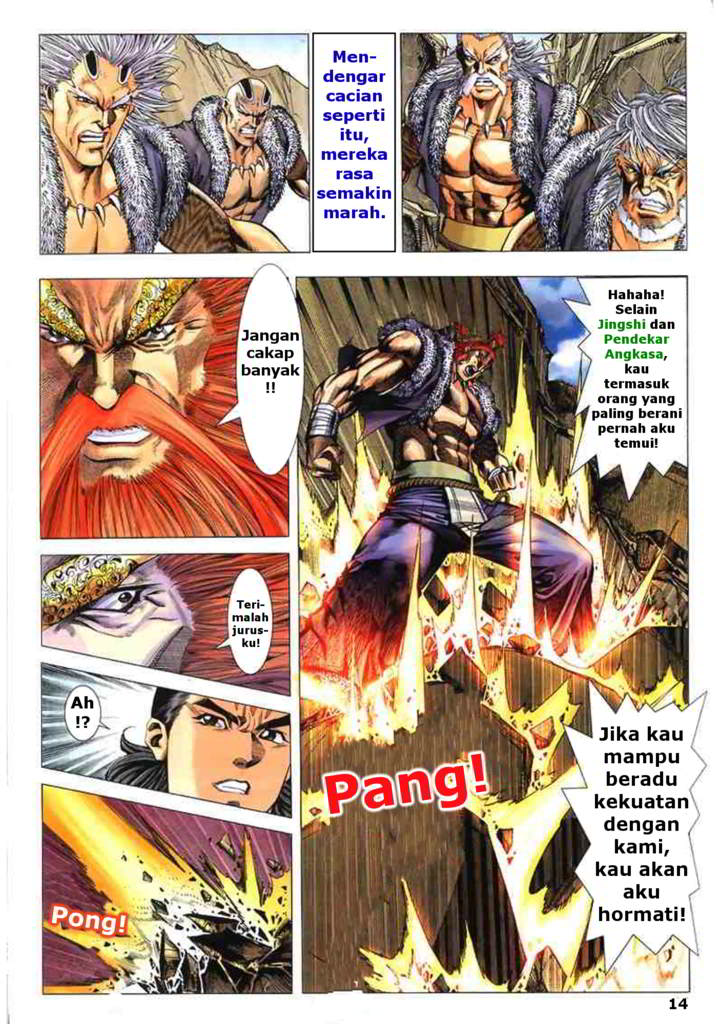 Men-
dengar
cacian
seperti
itu,
mereka
rasa
semakin
marah.
Jangan
cakap
banyak
!!
Hahaha!
Selain
Jingshi dan
Pendekar
Angkasa,
kau
termasuk
orang yang
paling berani
pernah aku
temui!
Teri-
malah
jurus-
ku!
Ah
!?
Pong!
Pang!
Jika kau
mampu
beradu
kekuatan
dengan
kami,
kau akan
aku
hormati!
14